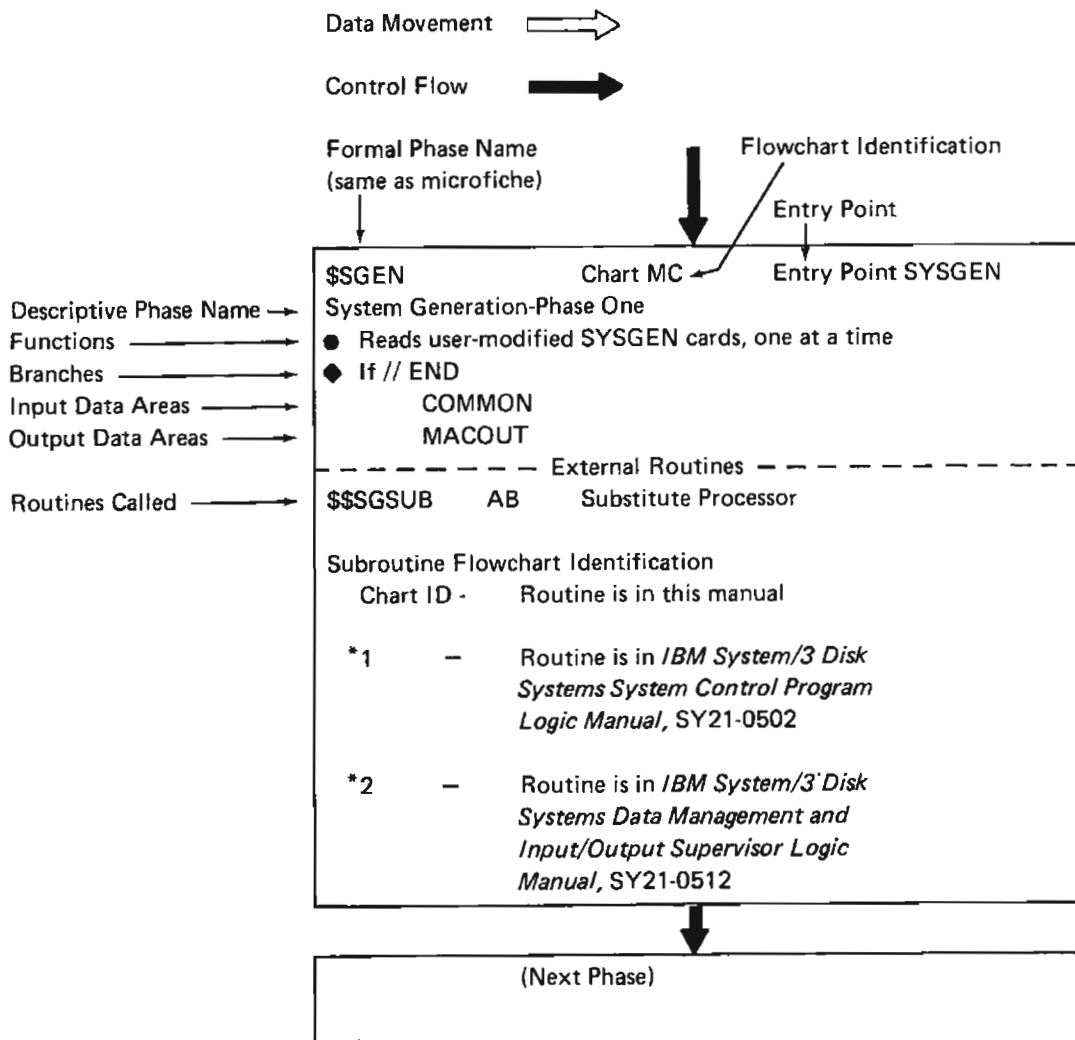 Data Movement
Control Flow
Formal Phase Name
(same as microfiche)
Flowchart Identification
Entry Point
$SGEN Chart MC Entry Point SYSGEN
Descriptive Phase Name System Generation-Phase One
Functions ● Reads user-modified SYSGEN cards, one at a time
Branches ◆ If // END
Input Data Areas COMMON
Output Data Areas MACOUT
External Routines
Routines Called $$SGSUB AB Substitute Processor
Subroutine Flowchart Identification
Chart ID - Routine is in this manual
*1 – Routine is in IBM System/3 Disk
Systems System Control Program
Logic Manual, SY21-0502
*2 – Routine is in IBM System/3 Disk
Systems Data Management and
Input/Output Supervisor Logic
Manual, SY21-0512
(Next Phase)